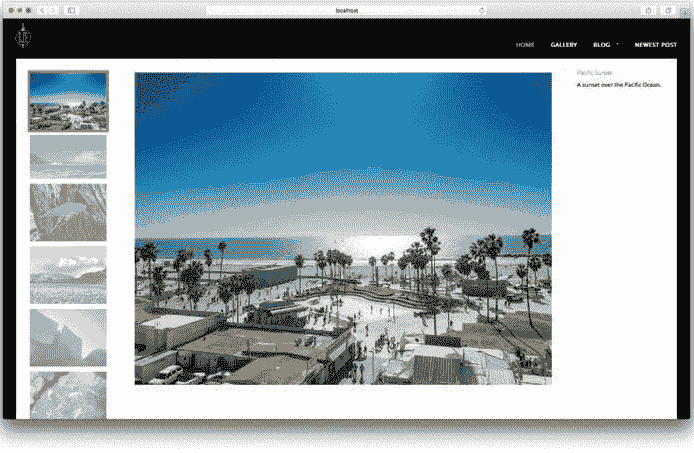 localhost
HOME GALLERY BLOG NEWEST POST
Pacific Sunset
A sunset over the Pacific Ocean.